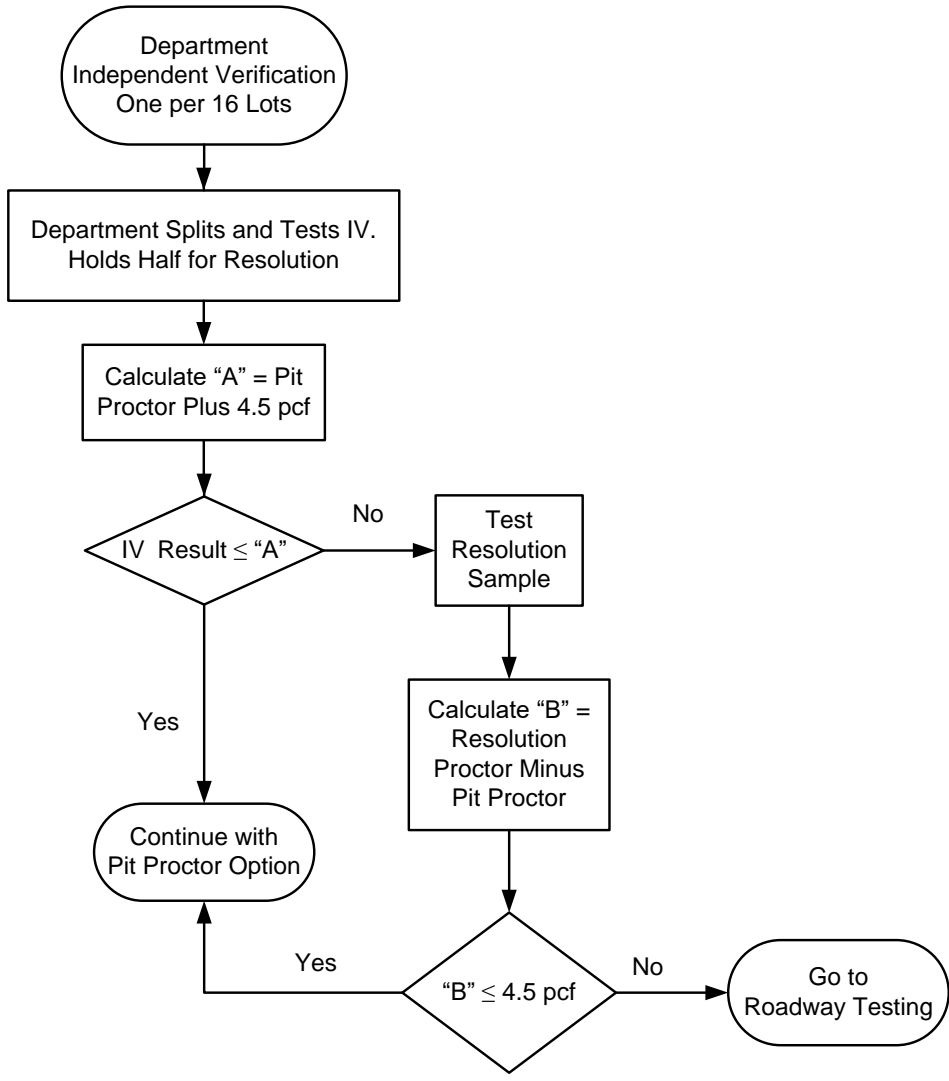 Department
Independent Verification
One per 16 Lots
Department Splits and Tests IV.
Holds Half for Resolution
Calculate “A” = Pit
Proctor Plus 4.5 pcf
IV  Result ≤ “A”
No
Test
Resolution
Sample
Calculate “B” =
Resolution
Proctor Minus
Pit Proctor
Yes
Continue with
Pit Proctor Option
Yes
“B” ≤ 4.5 pcf
No
Go to
Roadway Testing